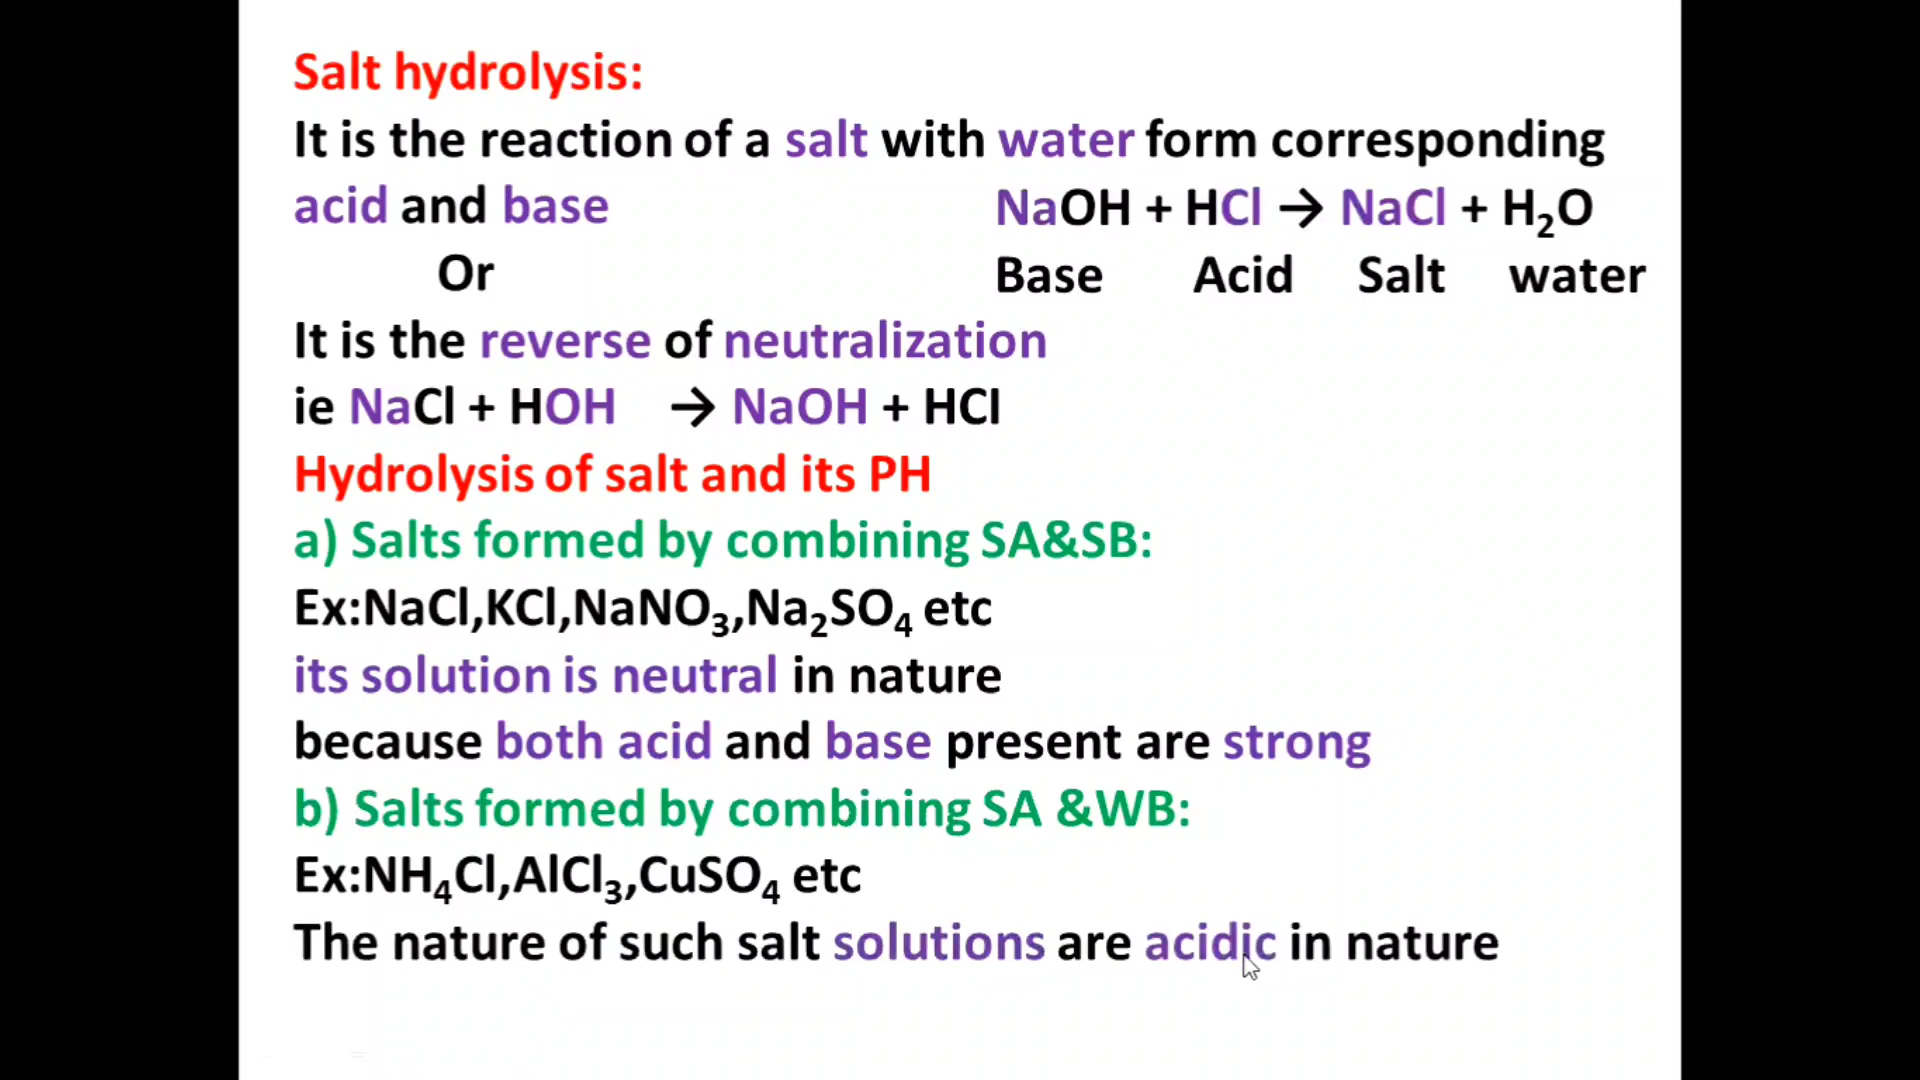 Salt hydrolysis:
It is the reaction of a salt with water form corresponding
acid and base
NaOH + HCl → NaCl + H₂O
Or
Base Acid Salt water
It is the reverse of neutralization
ie NaCl + HOH → NaOH + HCl
Hydrolysis of salt and its PH
a) Salts formed by combining SA&SB:
Ex:NaCl,KCl,NaNO₃,Na₂SO₄ etc
its solution is neutral in nature
because both acid and base present are strong
b) Salts formed by combining SA &WB:
Ex:NH₄Cl,AlCl₃,CuSO₄ etc
The nature of such salt solutions are acidic in nature